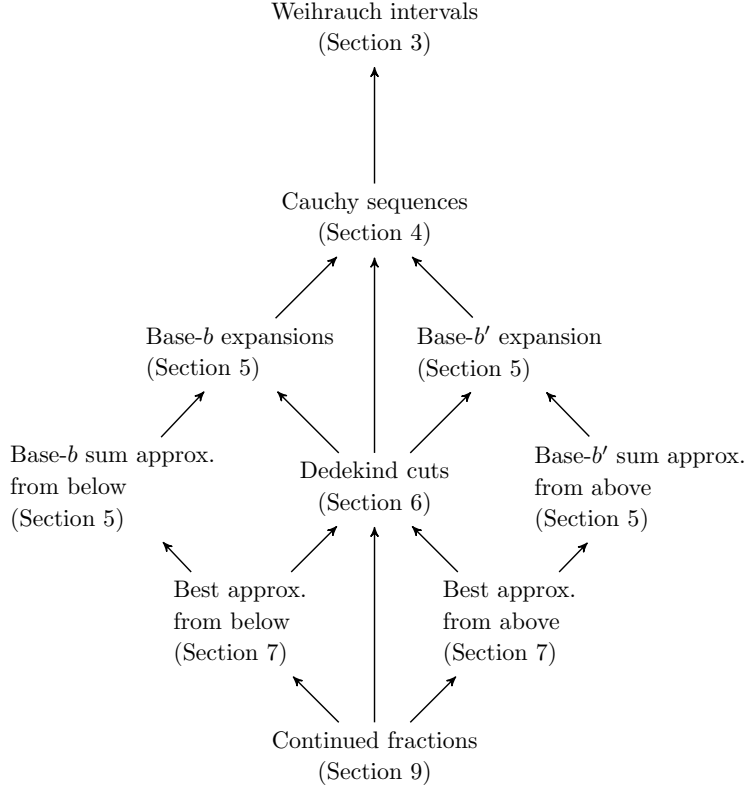 Weihrauch intervals
(Section 3)
Cauchy sequences
(Section 4)
Base-b expansions
(Section 5)
Base-b′ expansion
(Section 5)
Base-b sum approx.
from below
(Section 5)
Dedekind cuts
(Section 6)
Base-b′ sum approx.
from above
(Section 5)
Best approx.
from below
(Section 7)
Best approx.
from above
(Section 7)
Continued fractions
(Section 9)